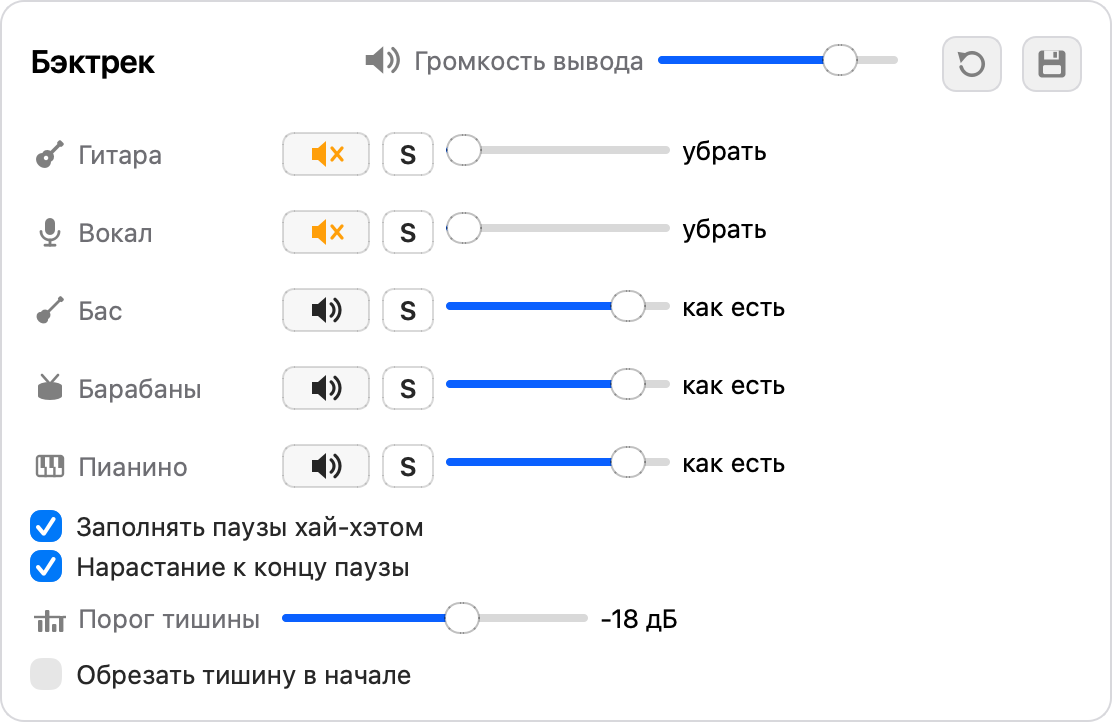 Бэктрек
Громкость вывода
Гитара S убрать
Вокал S убрать
Бас S как есть
Барабаны S как есть
Пианино S как есть
Заполнять паузы хай-хэтом
Нарастание к концу паузы
Порог тишины -18 дБ
Обрезать тишину в начале